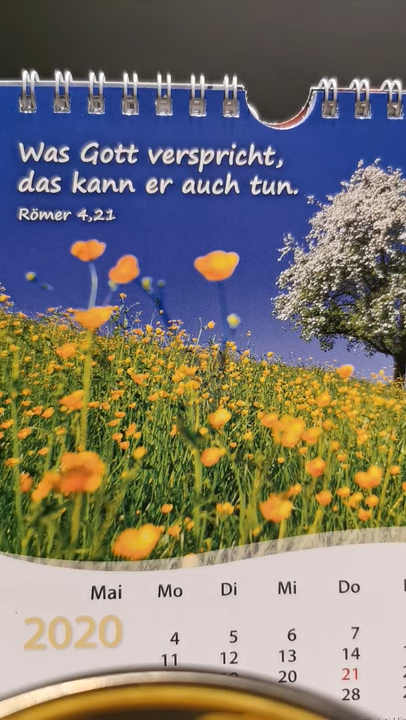 Was Gott verspricht,
das kann er auch tun.
Römer 4,21
Mai Mo Di Mi Do
2020
4 5 6 7
11 12 13 14
20 21
28